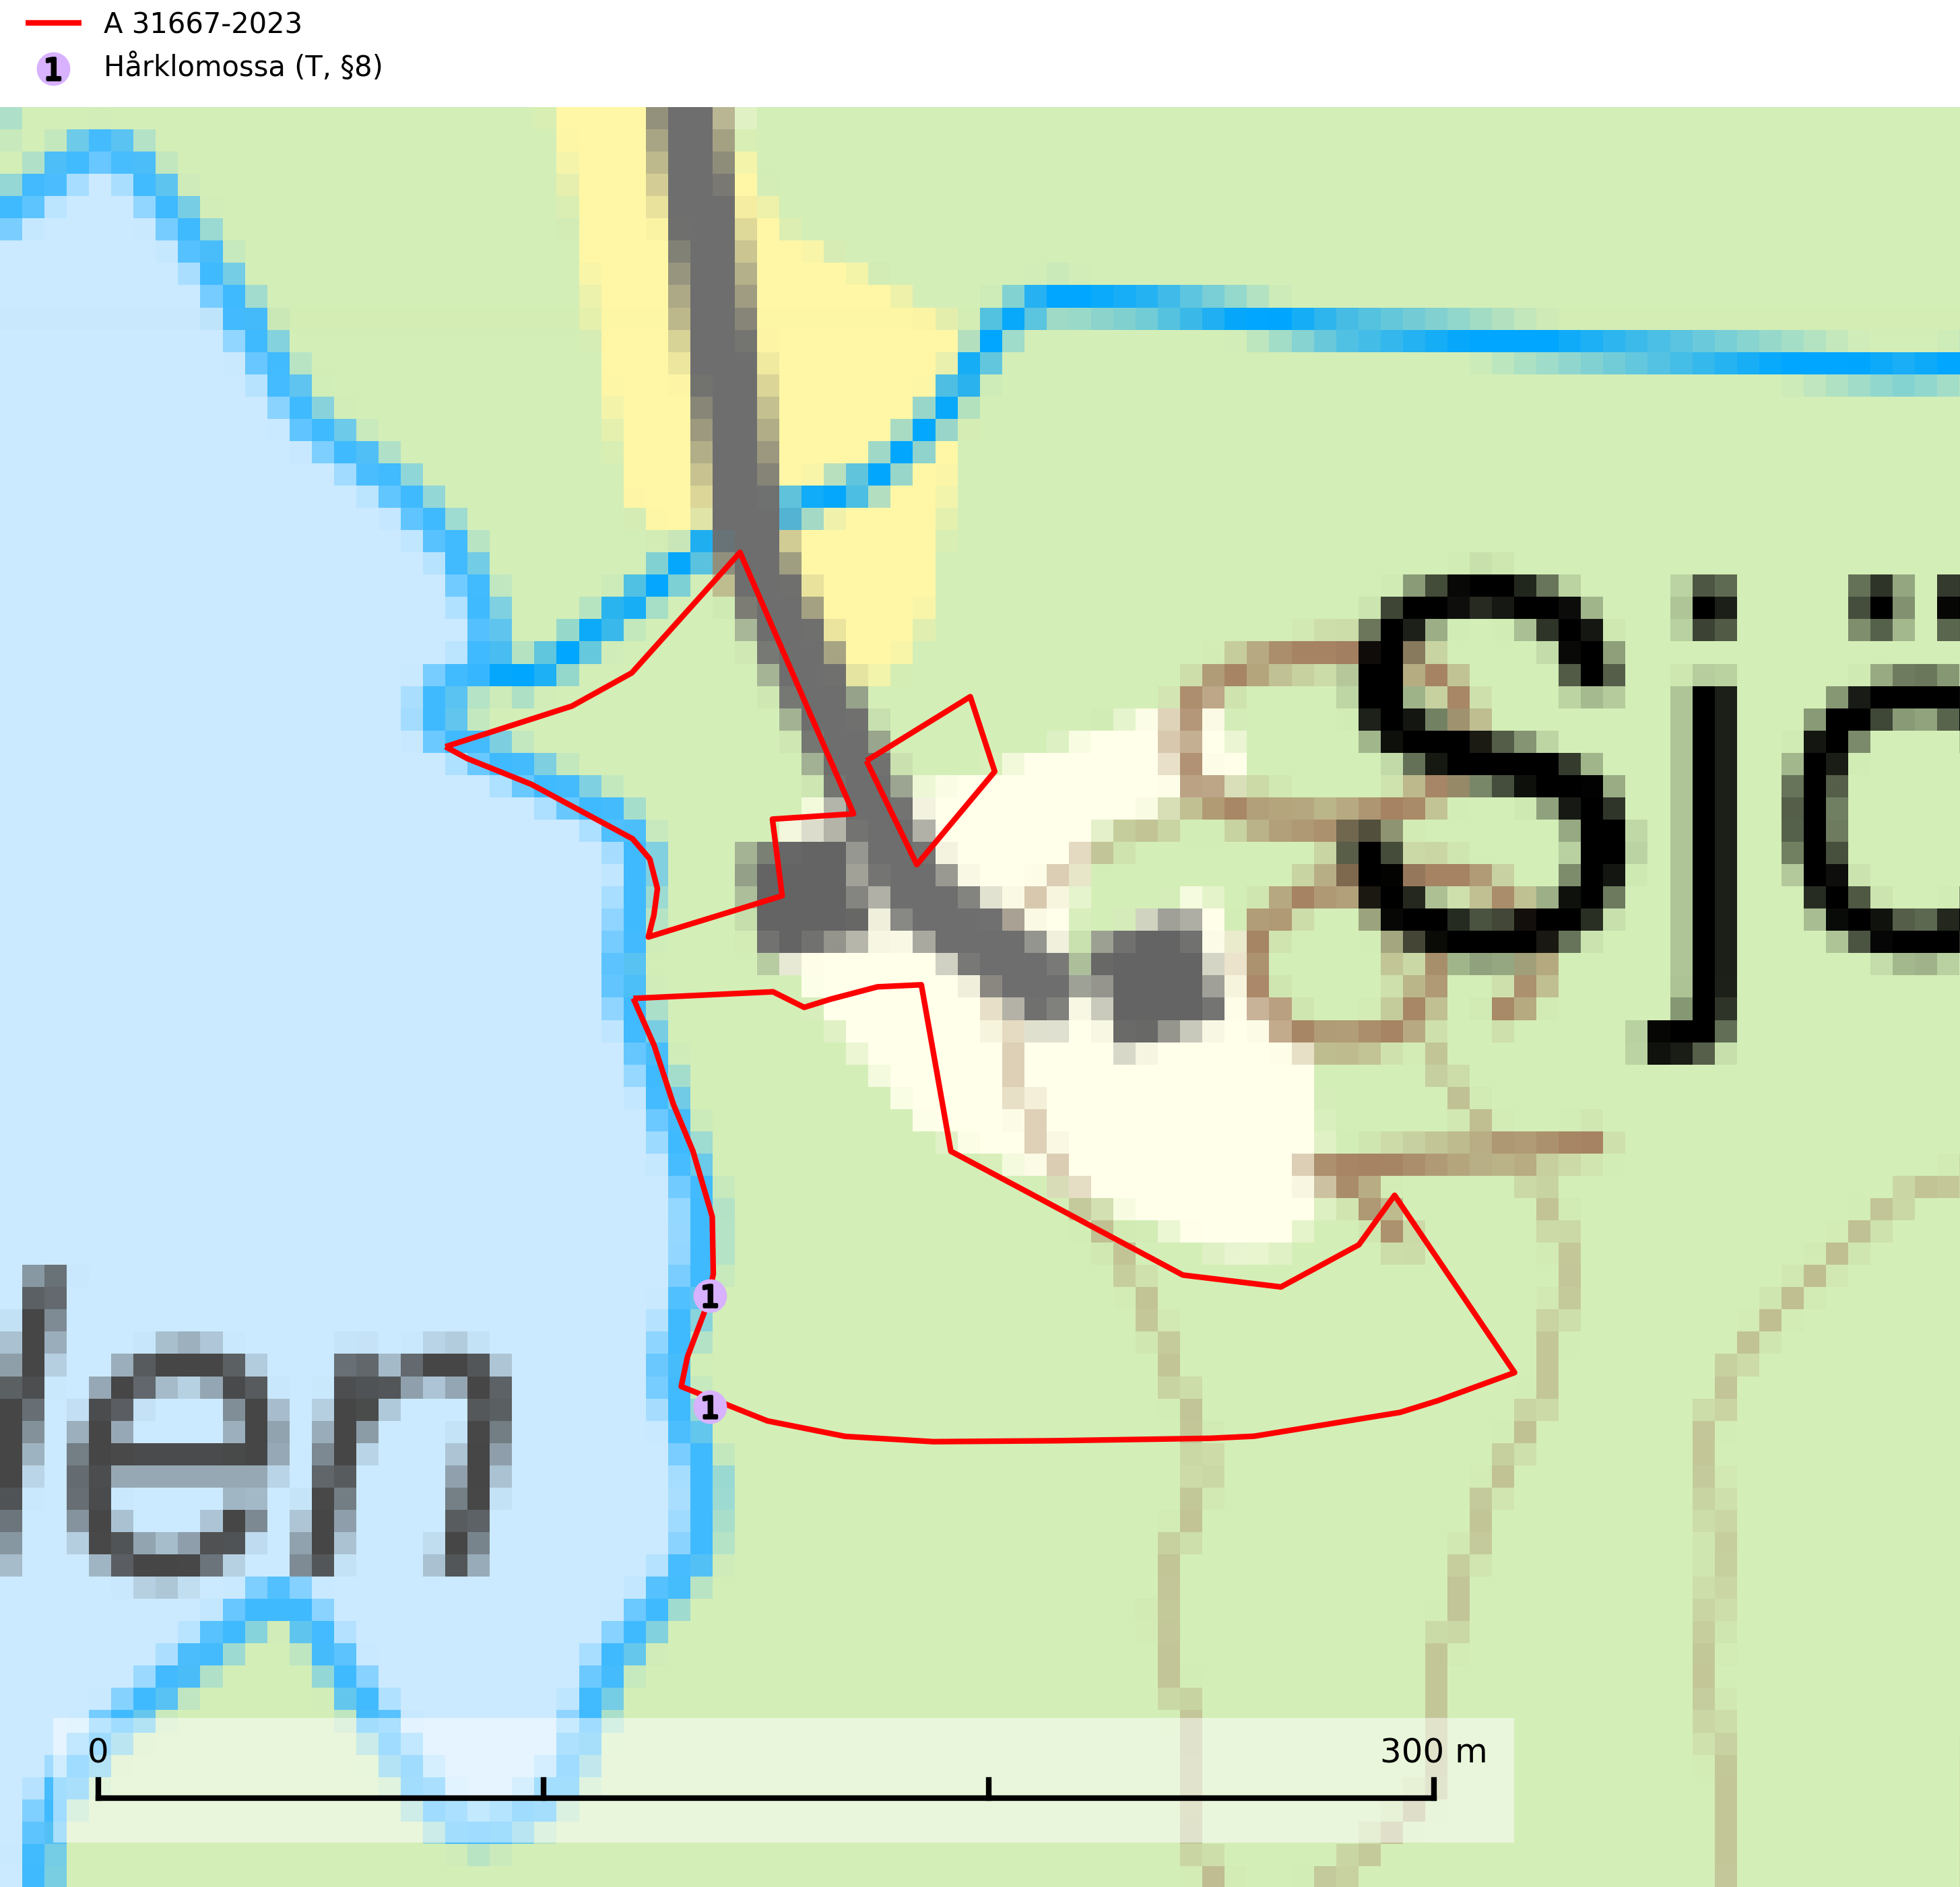 A 31667-2023
1 Hårklomossa (T, §8)
1
1
0 300 m